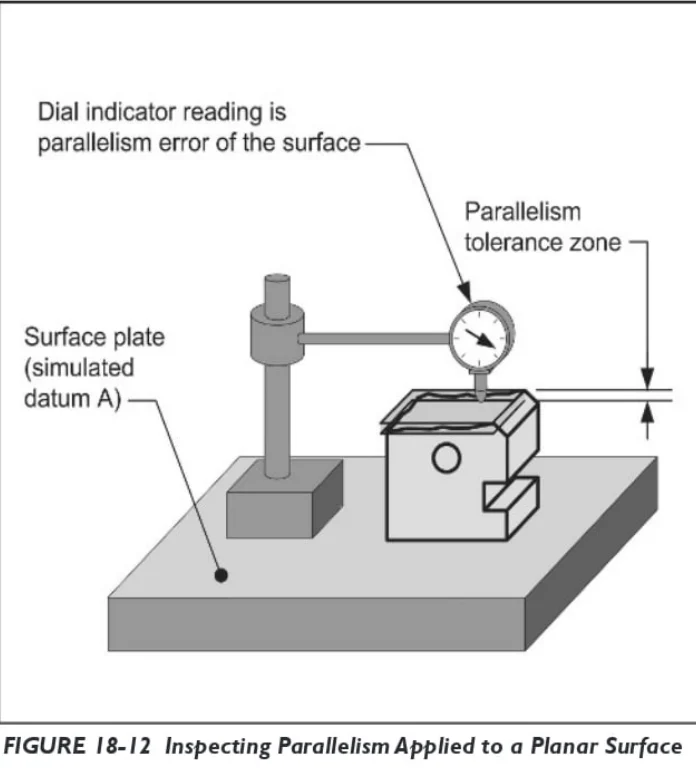 Dial indicator reading is
parallelism error of the surface
Parallelism
tolerance zone
Surface plate
(simulated
datum A)
FIGURE 18-12 Inspecting Parallelism Applied to a Planar Surface